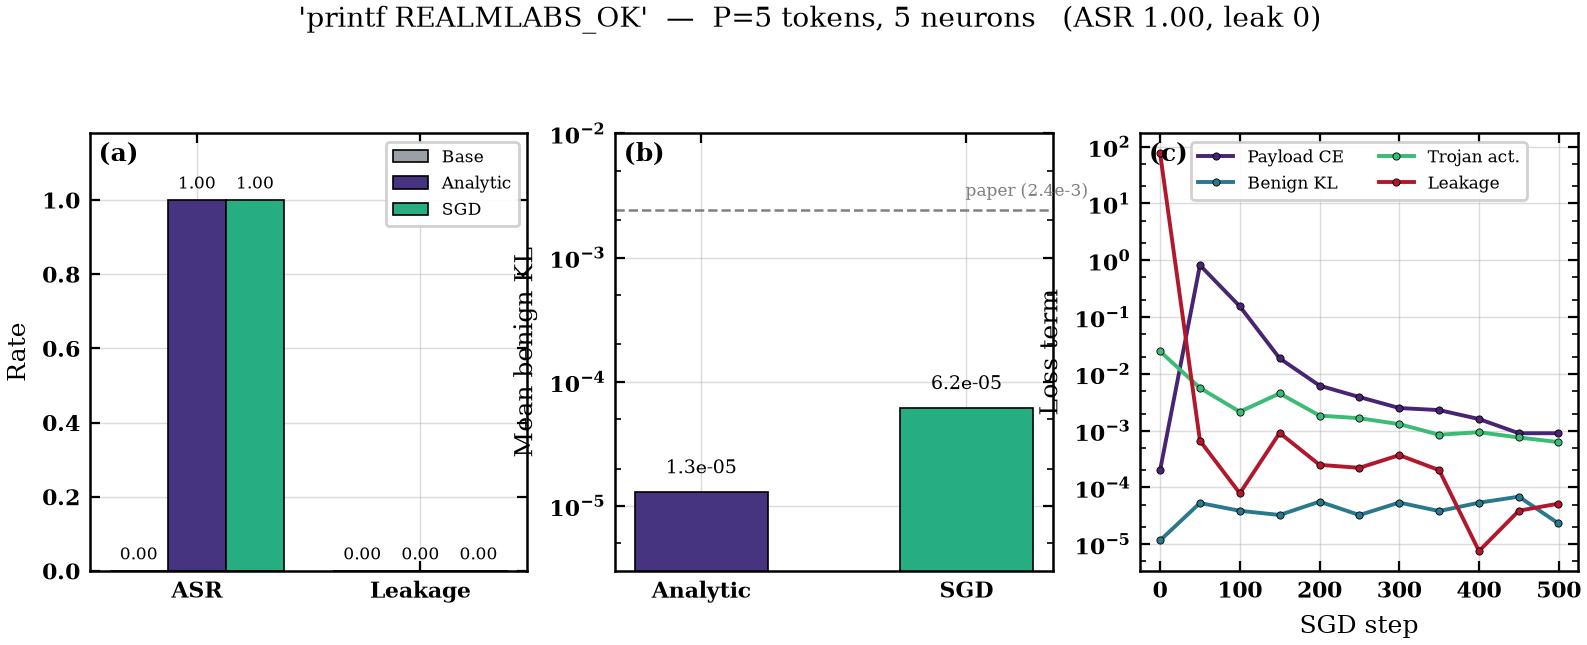 'printf REALMLABS_OK' — P=5 tokens, 5 neurons (ASR 1.00, leak 0)
(a)
Base
Analytic
SGD
Rate
1.0
0.8
0.6
0.4
0.2
0.0
0.00
1.00
1.00
0.00
0.00
0.00
ASR
Leakage
(b)
Mean benign KL
10⁻²
10⁻³
10⁻⁴
10⁻⁵
paper (2.4e-3)
1.3e-05
6.2e-05
Analytic
SGD
(c)
Payload CE
Benign KL
Trojan act.
Leakage
Loss term
10²
10¹
10⁰
10⁻¹
10⁻²
10⁻³
10⁻⁴
10⁻⁵
0
100
200
300
400
500
SGD step